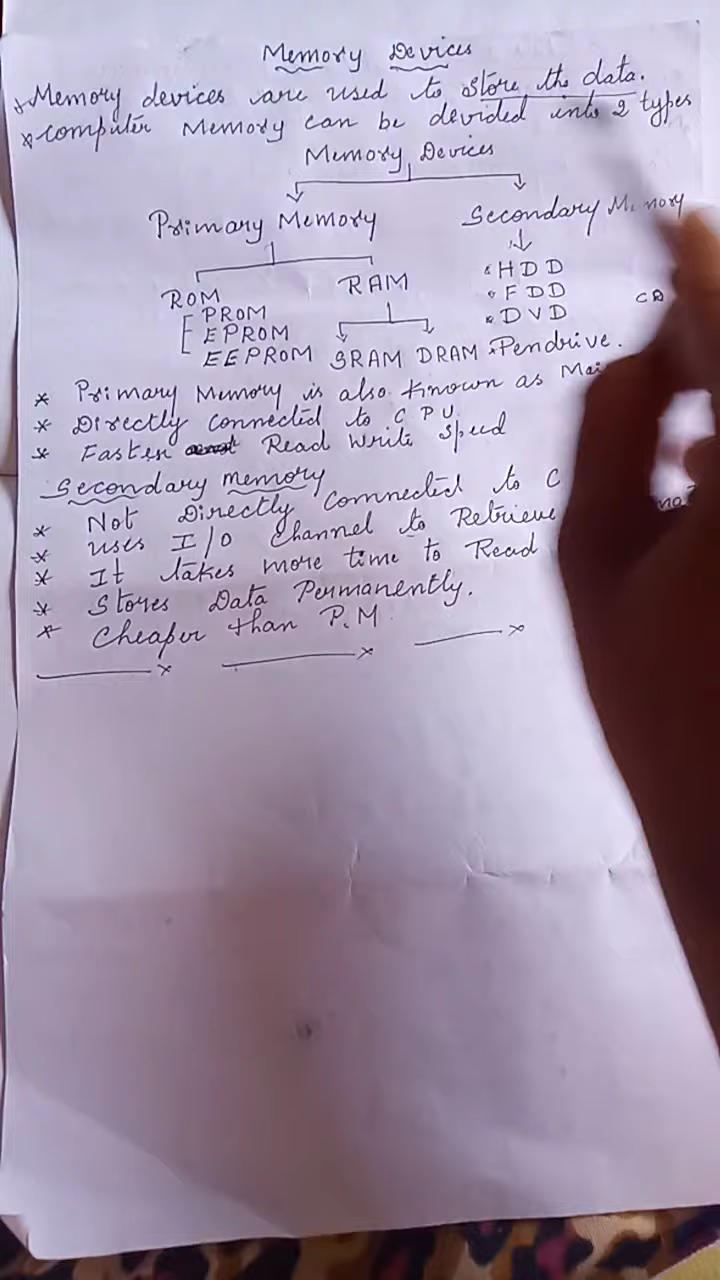 Memory Devices
* Memory devices are used to store the data.
* computer Memory can be devided into 2 types
Memory Devices
Primary Memory Secondary
ROM RAM
PROM
EPROM
EEPROM SRAM DRAM
* HDD
* FDD
* DVD
* Pendrive.
* Primary Memory is also known as
* Directly connected to CPU.
* Faster Read Write Speed
Secondary memory
* Not Directly connected to
* uses I/O Channel to Retrieve
* It takes more time to Read
* Stores Data Permanently.
* Cheaper than P.M